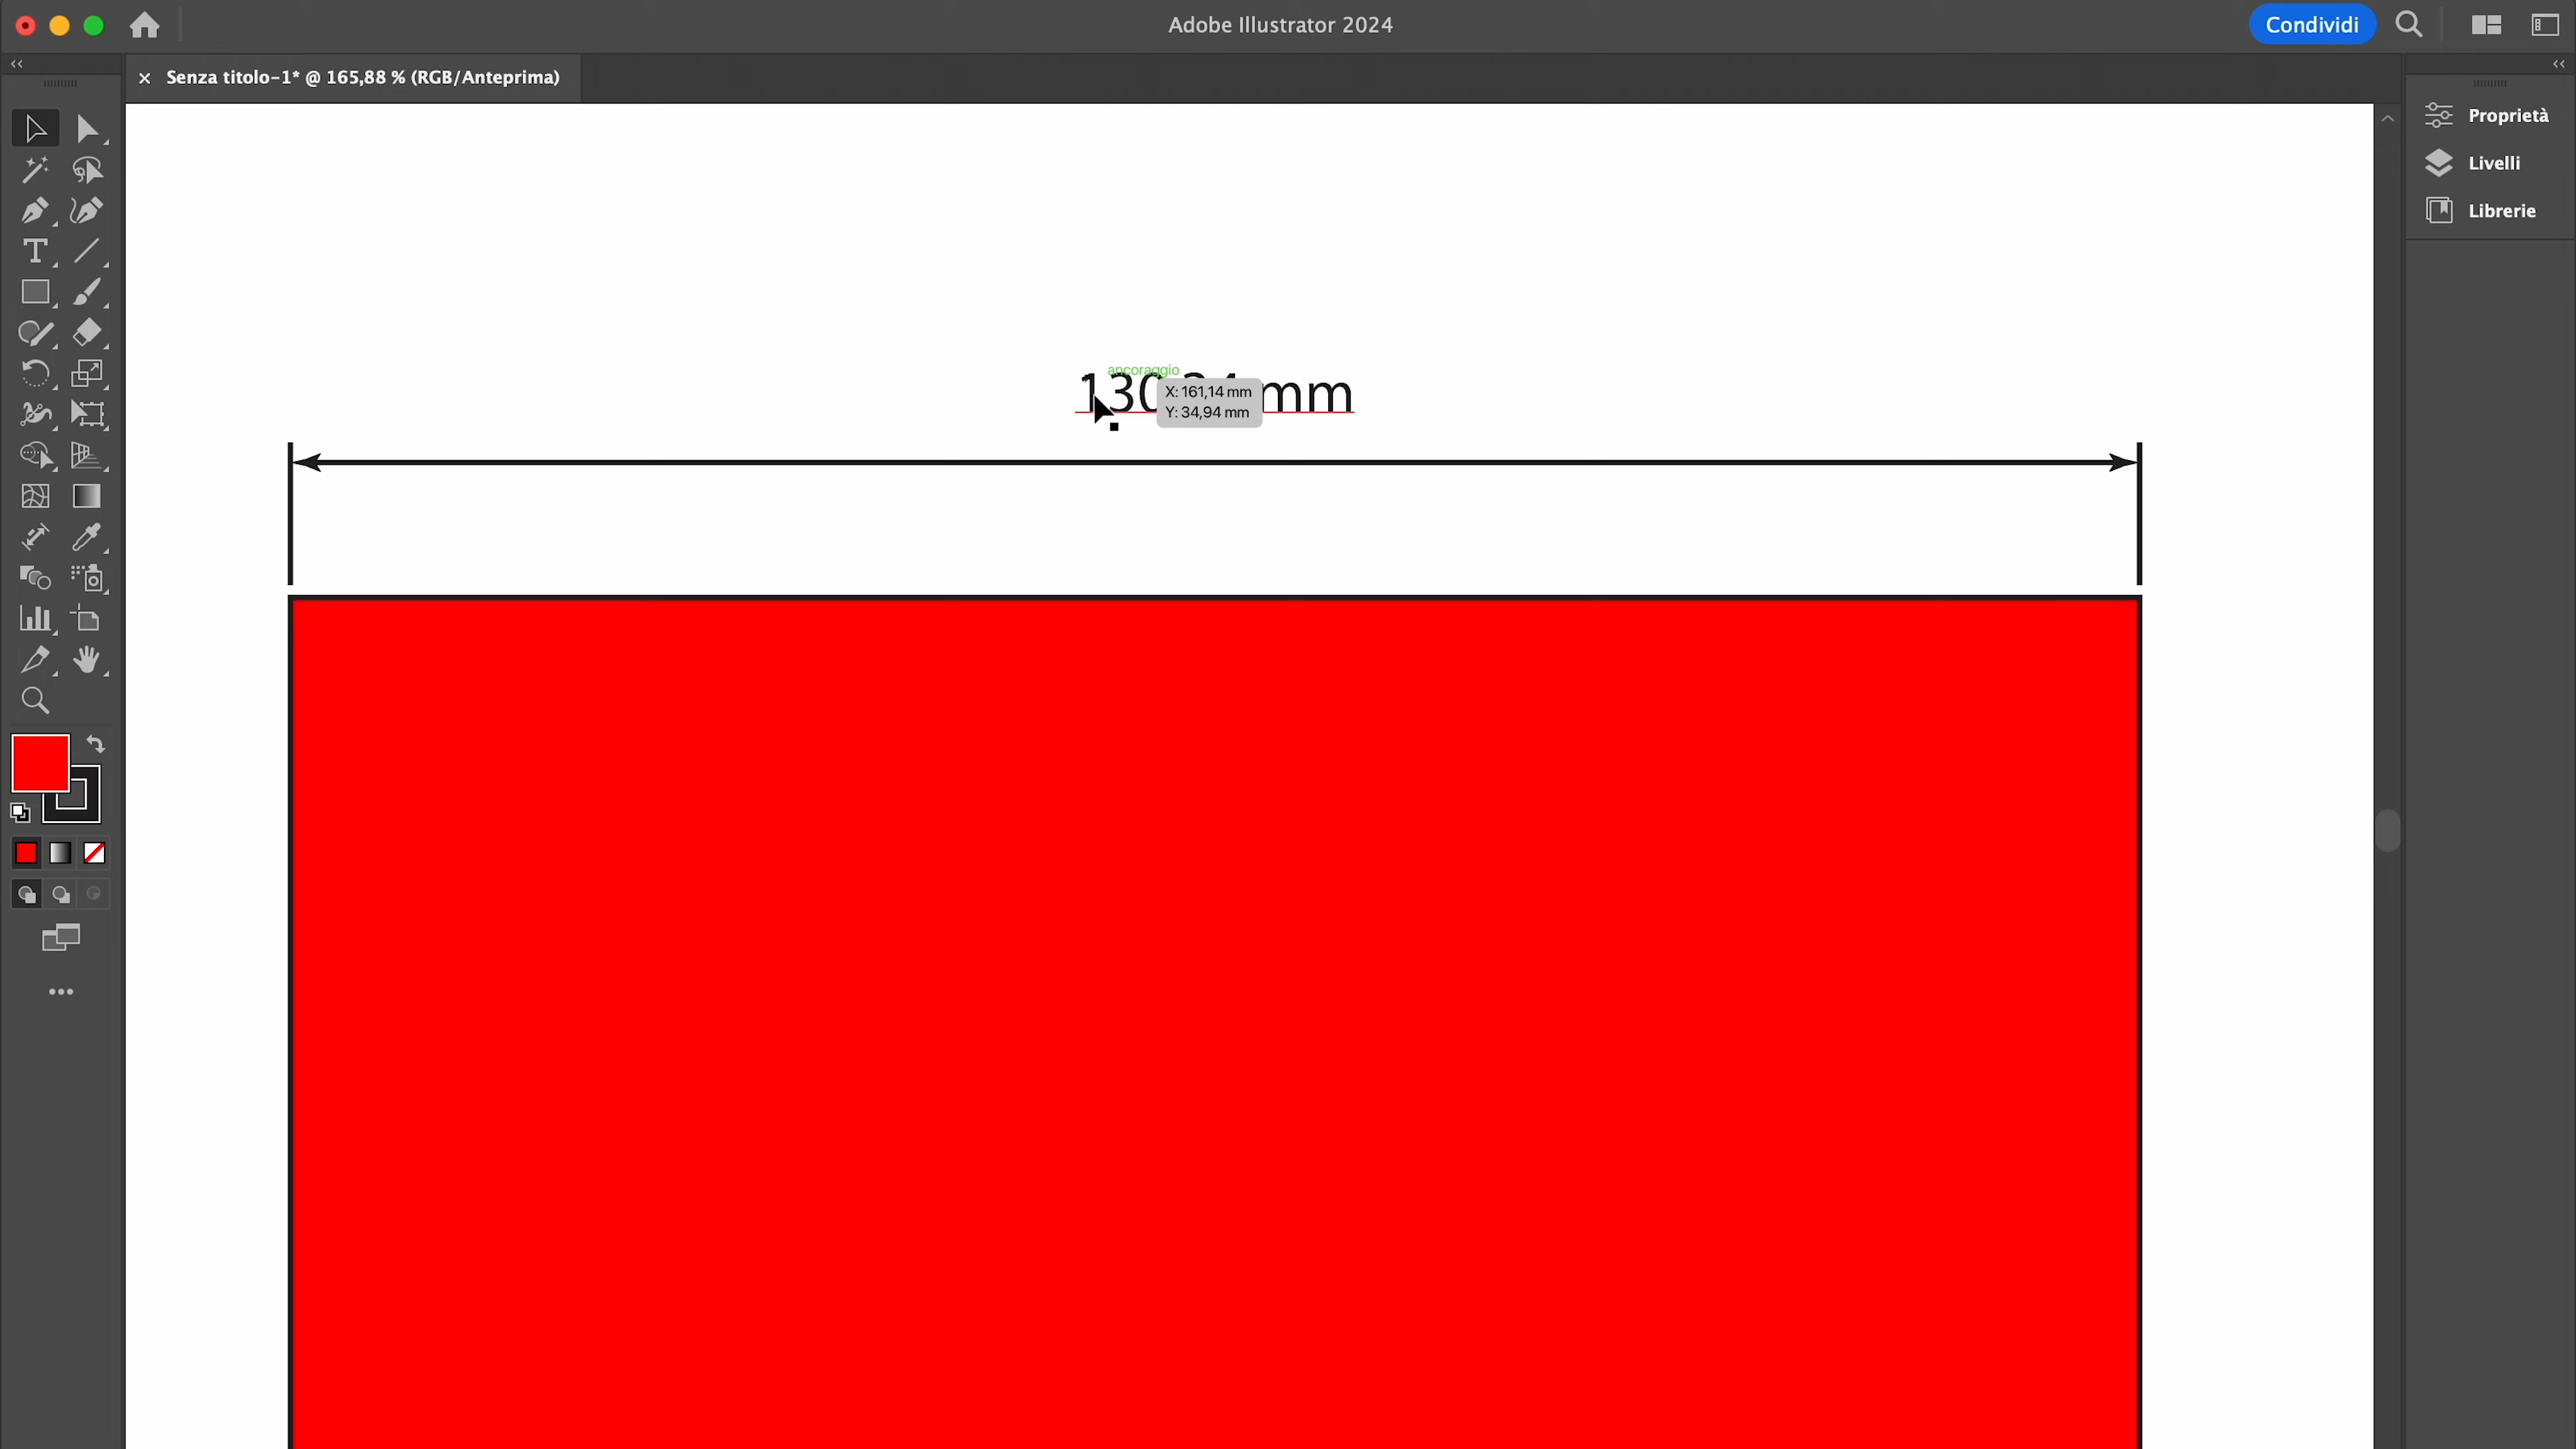 Adobe Illustrator 2024
Condividi
Senza titolo-1* @ 165,88 % (RGB/Anteprima)
Proprietà
Livelli
Librerie
ancoraggio
mm
X: 161,14 mm
Y: 34,94 mm